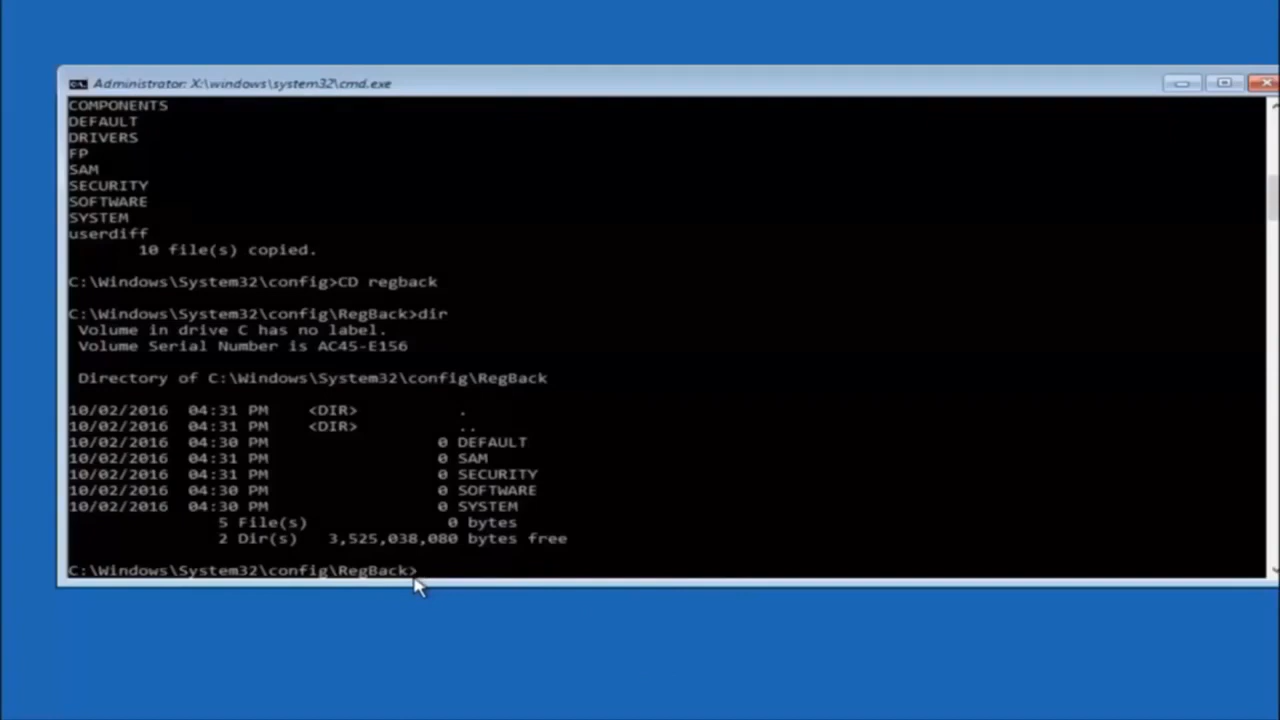 Administrator: X:\windows\system32\cmd.exe
COMPONENTS
DEFAULT
DRIVERS
FP
SAM
SECURITY
SOFTWARE
SYSTEM
userdiff
10 file(s) copied.
C:\Windows\System32\config>CD regback
C:\Windows\System32\config\RegBack>dir
Volume in drive C has no label.
Volume Serial Number is AC45-E156
Directory of C:\Windows\System32\config\RegBack
10/02/2016 04:31 PM <DIR> .
10/02/2016 04:31 PM <DIR> ..
10/02/2016 04:30 PM 0 DEFAULT
10/02/2016 04:31 PM 0 SAM
10/02/2016 04:31 PM 0 SECURITY
10/02/2016 04:30 PM 0 SOFTWARE
10/02/2016 04:30 PM 0 SYSTEM
5 File(s) 0 bytes
2 Dir(s) 3,525,038,080 bytes free
C:\Windows\System32\config\RegBack>